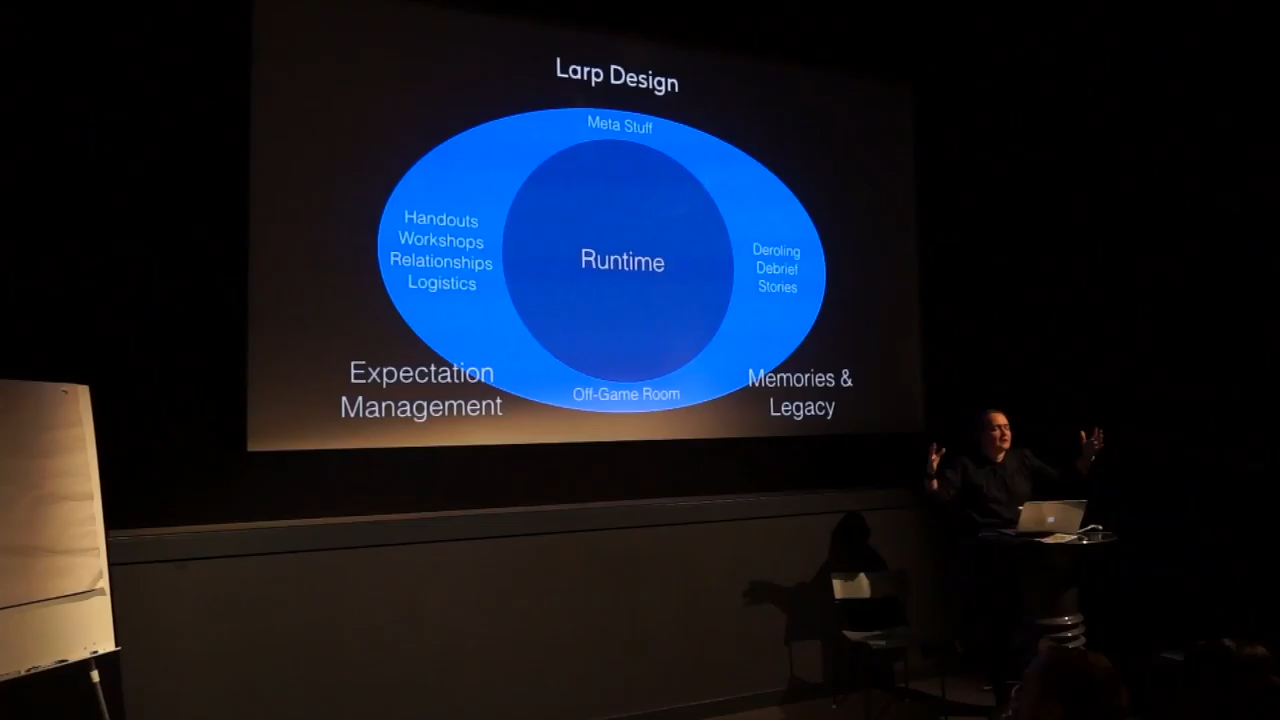 Larp Design
Meta Stuff
Handouts
Workshops
Relationships
Logistics
Runtime
Deroling
Debrief
Stories
Expectation
Management
Off-Game Room
Memories &
Legacy